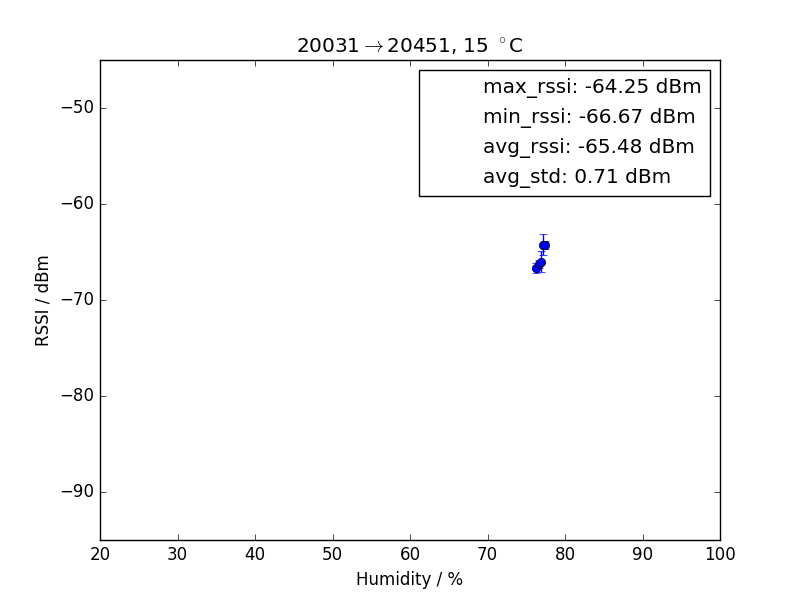 20031→20451, 15 °C
max_rssi: -64.25 dBm
min_rssi: -66.67 dBm
avg_rssi: -65.48 dBm
avg_std: 0.71 dBm
RSSI / dBm
−50
−60
−70
−80
−90
20 30 40 50 60 70 80 90 100
Humidity / %